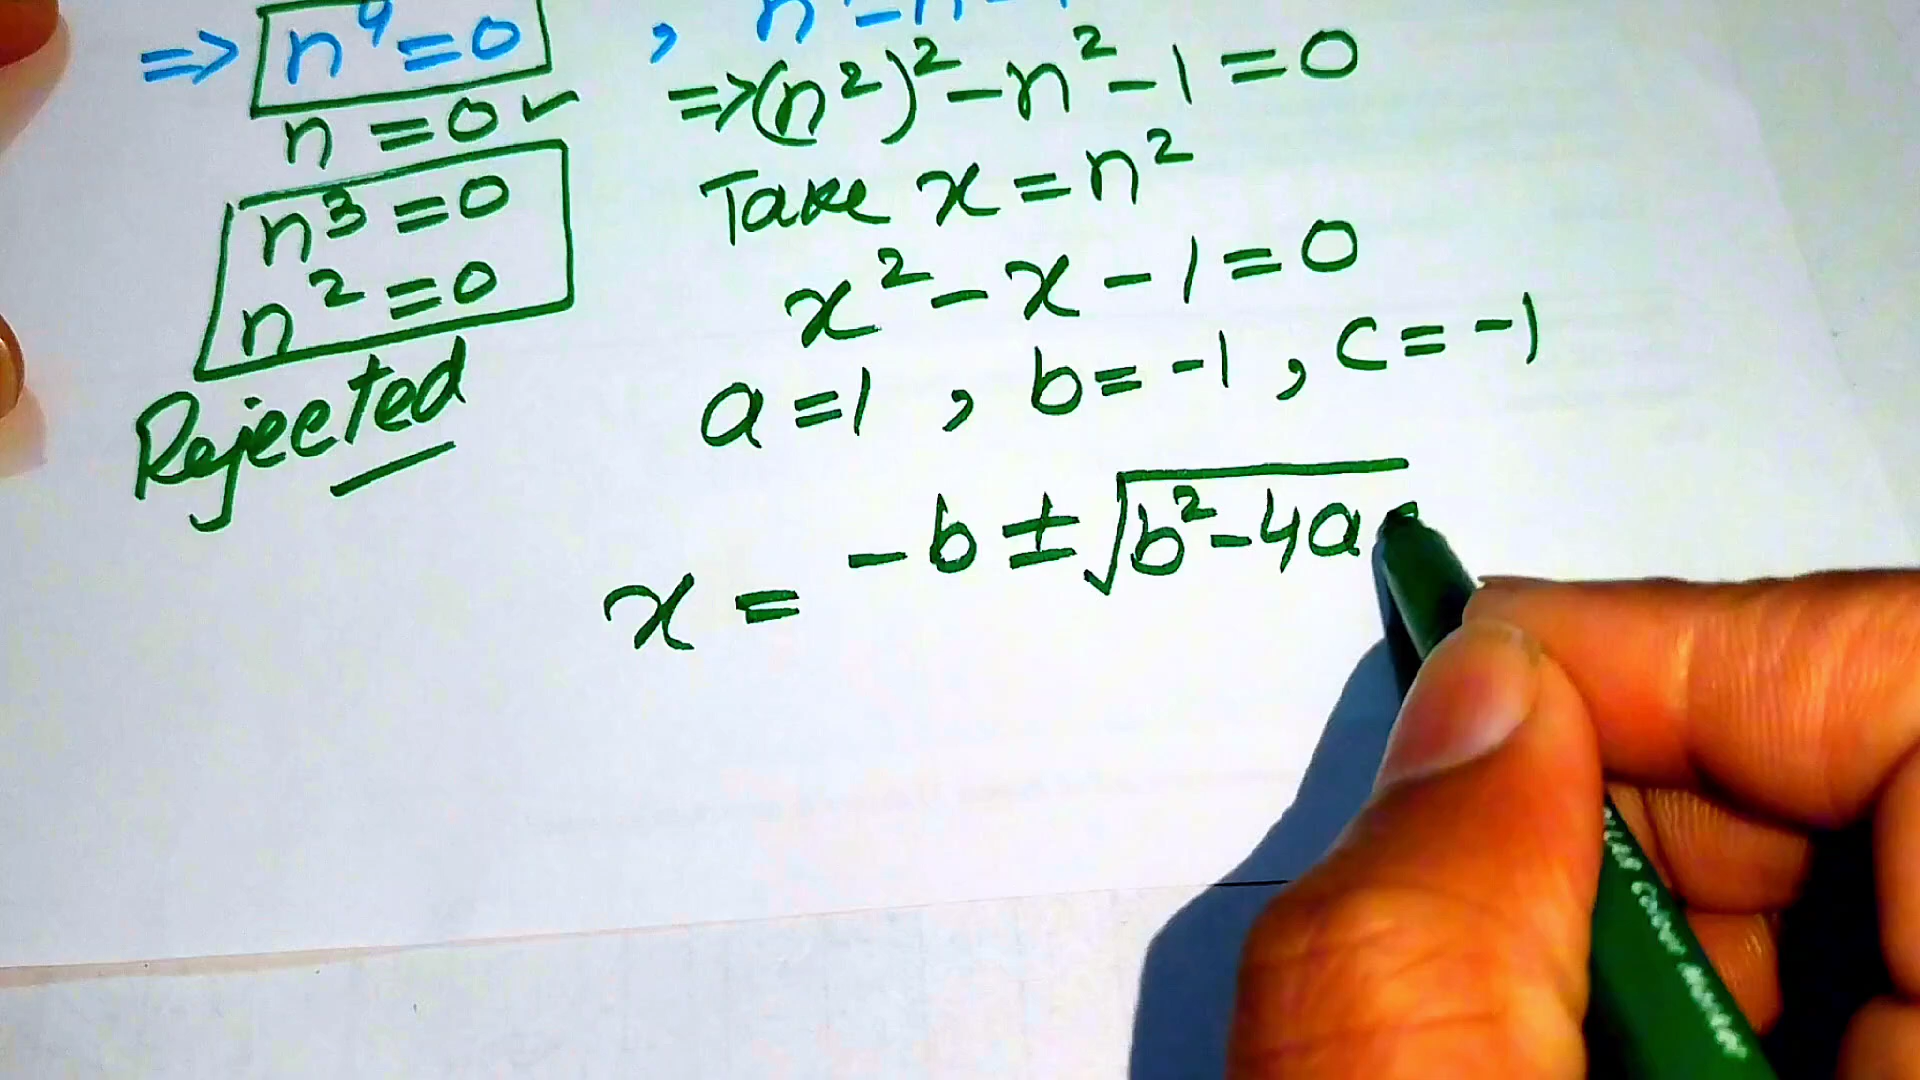 => n⁴=0
n=0✓
n³=0
n²=0
Rejected
=>(n²)²-n²-1=0
Take x=n²
x²-x-1=0
a=1, b=-1, c=-1
x = -b±√b²-4a